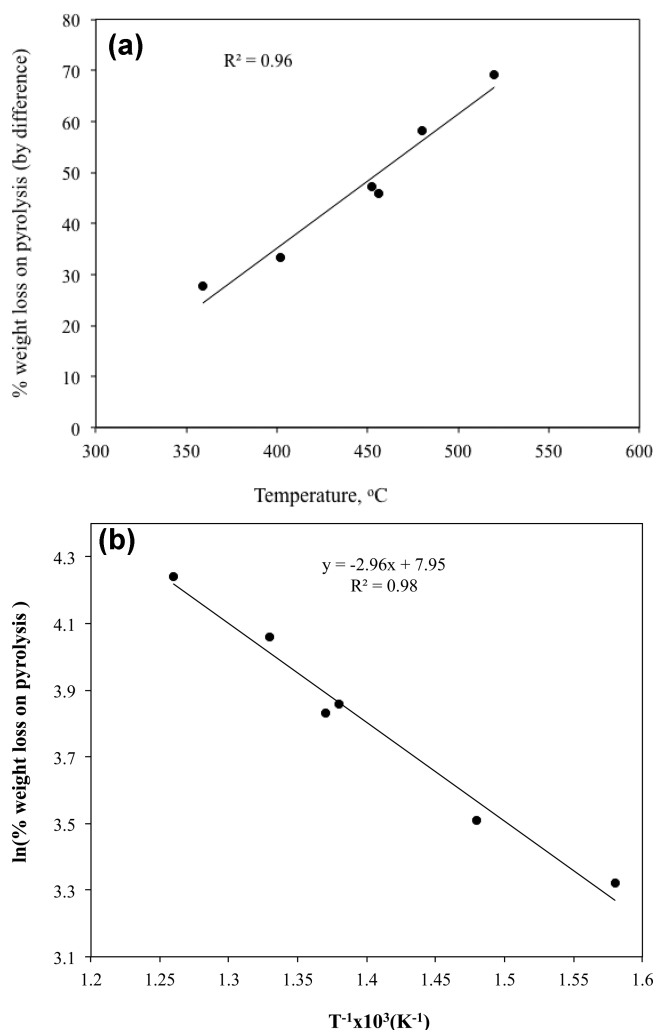 (a)
R² = 0.96
% weight loss on pyrolysis (by difference)
80
70
60
50
40
30
20
10
0
300 350 400 450 500 550 600
Temperature, ºC
(b)
y = -2.96x + 7.95
R² = 0.98
ln(% weight loss on pyrolysis )
4.3
4.1
3.9
3.7
3.5
3.3
3.1
1.2 1.25 1.3 1.35 1.4 1.45 1.5 1.55 1.6
T⁻¹x10³(K⁻¹)